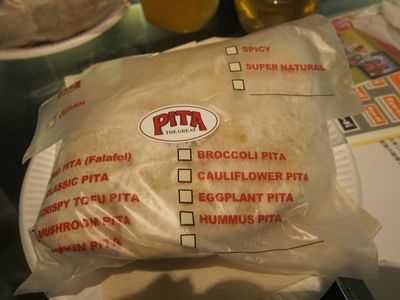 SPICY
SUPER NATURAL
VEGAN
PITA
THE GREAT
PITA (Falafel)
CLASSIC PITA
CRISPY TOFU PITA
MUSHROOM PITA
PITA
BROCCOLI PITA
CAULIFLOWER PITA
EGGPLANT PITA
HUMMUS PITA